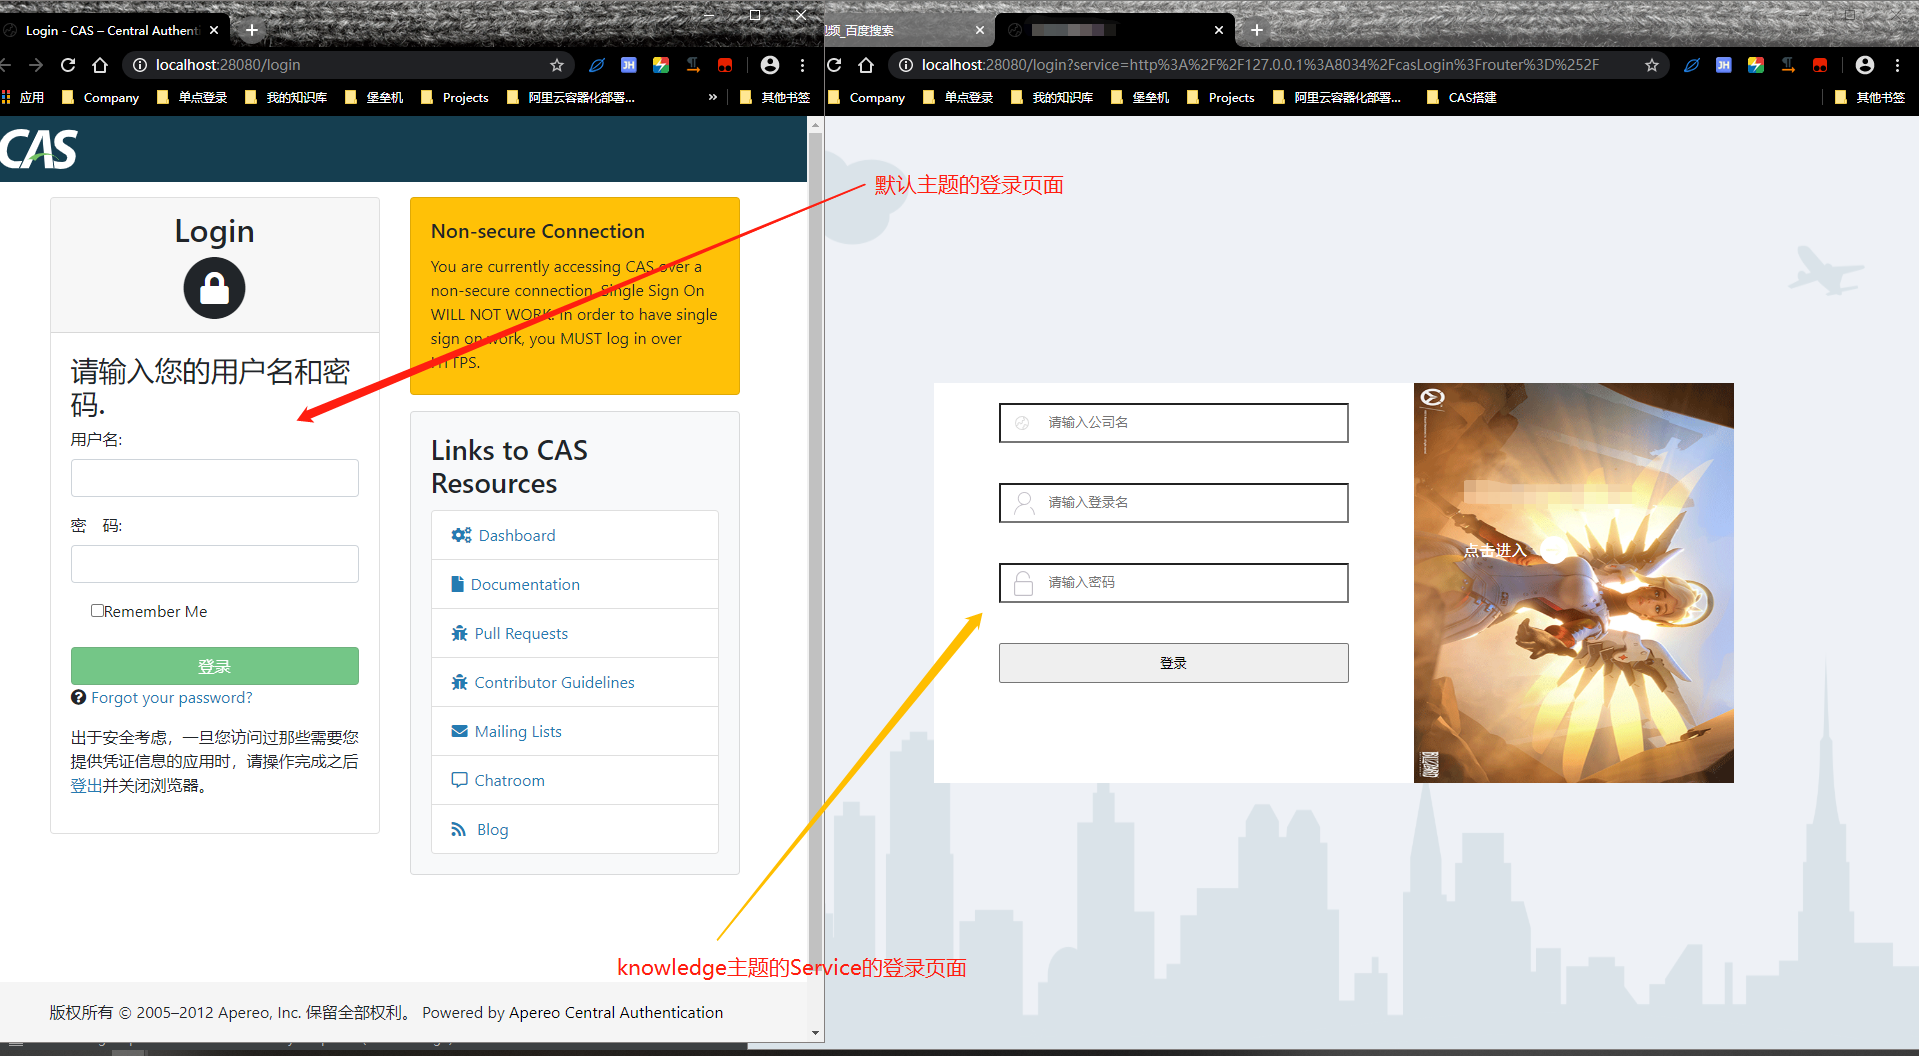 Login - CAS – Central Authent
localhost:28080/login
应用
Company
单点登录
我的知识库
堡垒机
Projects
阿里云容器化部署...
»
其他书签
CAS
Login
请输入您的用户名和密
码.
用户名:
密 码:
Remember Me
登录
Forgot your password?
出于安全考虑，一旦您访问过那些需要您
提供凭证信息的应用时，请操作完成之后
登出并关闭浏览器。
Non-secure Connection
You are currently accessing CAS over a
non-secure connection. Single Sign On
WILL NOT WORK. In order to have single
sign on work, you MUST log in over
HTTPS.
Links to CAS
Resources
Dashboard
Documentation
Pull Requests
Contributor Guidelines
Mailing Lists
Chatroom
Blog
版权所有 © 2005–2012 Apereo, Inc. 保留全部权利。 Powered by Apereo Central Authentication
视频_百度搜索
localhost:28080/login?service=http%3A%2F%2F127.0.0.1%3A8034%2FcasLogin%3Frouter%3D%252F
Company
单点登录
我的知识库
堡垒机
Projects
阿里云容器化部署...
CAS搭建
其他书签
默认主题的登录页面
请输入公司名
请输入登录名
请输入密码
登录
点击进入
knowledge主题的Service的登录页面